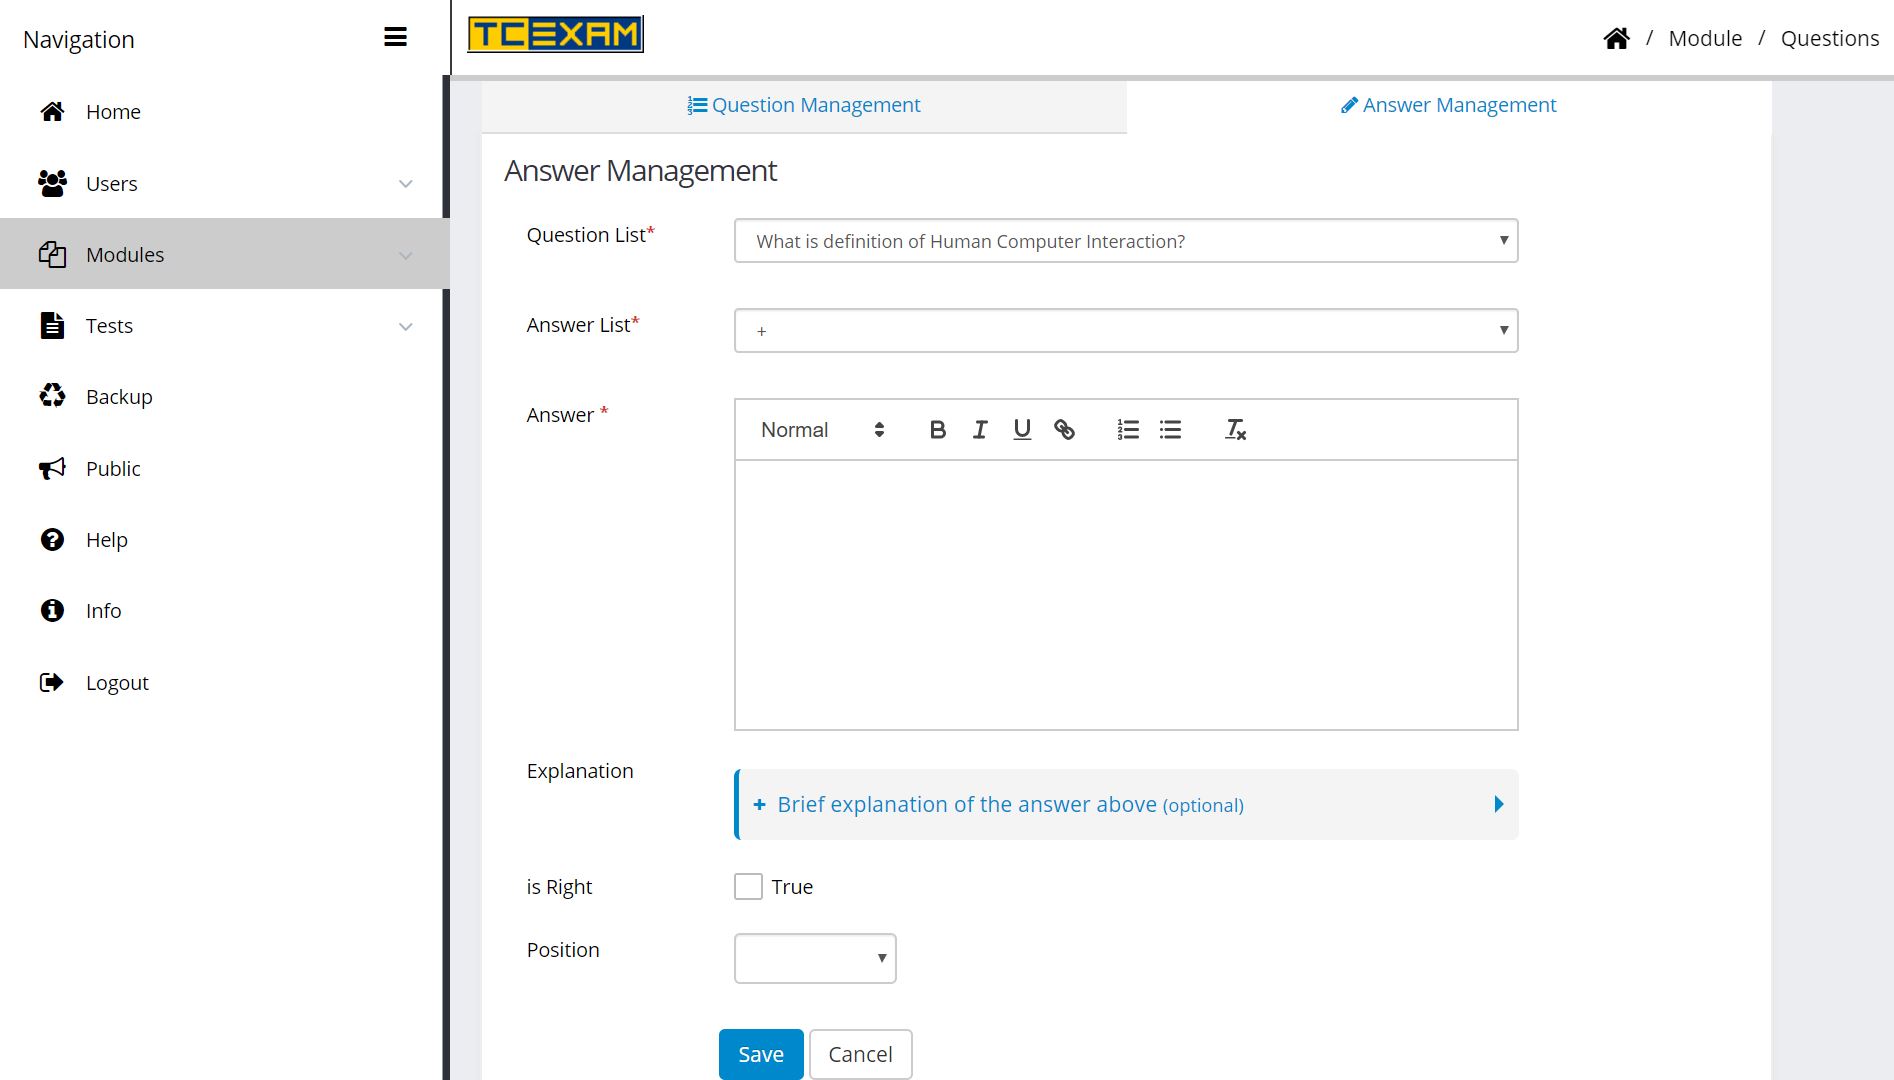 Navigation
TCEXAM
/ Module / Questions
Home
Users
Modules
Tests
Backup
Public
Help
Info
Logout
Question Management
Answer Management
Answer Management
Question List*
What is definition of Human Computer Interaction?
Answer List*
+
Answer *
Normal
Explanation
+ Brief explanation of the answer above (optional)
is Right
True
Position
Save
Cancel